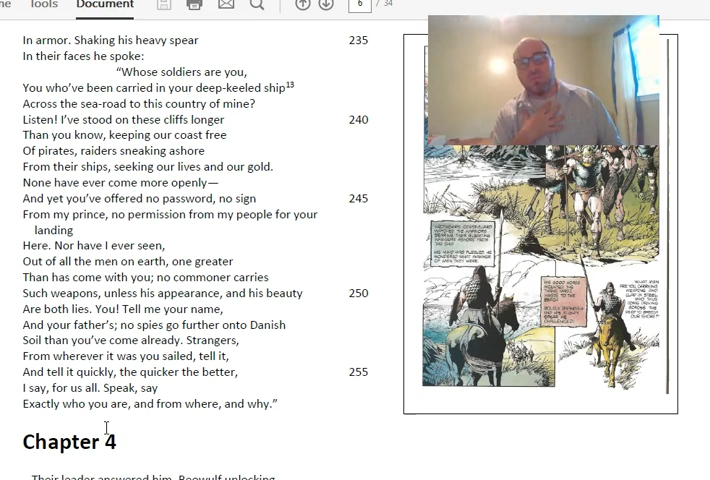 me Tools Document
6 / 34
In armor. Shaking his heavy spear 235
In their faces he spoke:
“Whose soldiers are you,
You who’ve been carried in your deep-keeled ship13
Across the sea-road to this country of mine?
Listen! I’ve stood on these cliffs longer 240
Than you know, keeping our coast free
Of pirates, raiders sneaking ashore
From their ships, seeking our lives and our gold.
None have ever come more openly—
And yet you’ve offered no password, no sign 245
From my prince, no permission from my people for your
landing
Here. Nor have I ever seen,
Out of all the men on earth, one greater
Than has come with you; no commoner carries
Such weapons, unless his appearance, and his beauty 250
Are both lies. You! Tell me your name,
And your father’s; no spies go further onto Danish
Soil than you’ve come already. Strangers,
From wherever it was you sailed, tell it,
And tell it quickly, the quicker the better, 255
I say, for us all. Speak, say
Exactly who you are, and from where, and why.”
Chapter 4
Their leader answered him, Beowulf unlocking